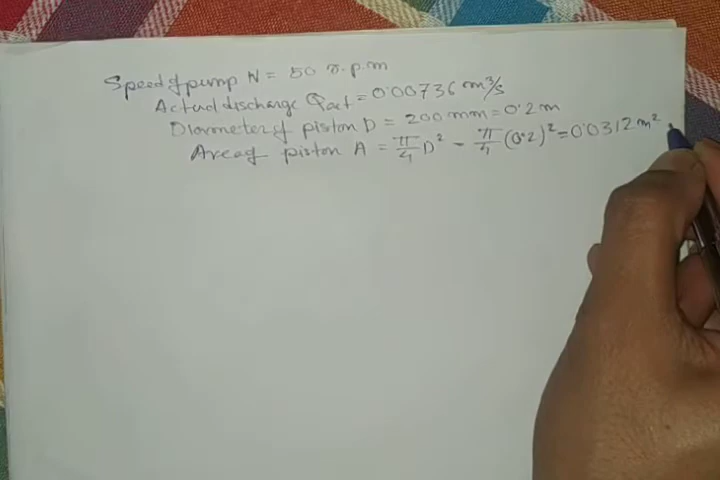 Speed of pump N = 50 r.p.m
Actual discharge Qact = 0.00736 m³/s
Diameter of piston D = 200 mm = 0.2 m
Area of piston A = π/4 D² = π/4 (0.2)² = 0.0312 m²